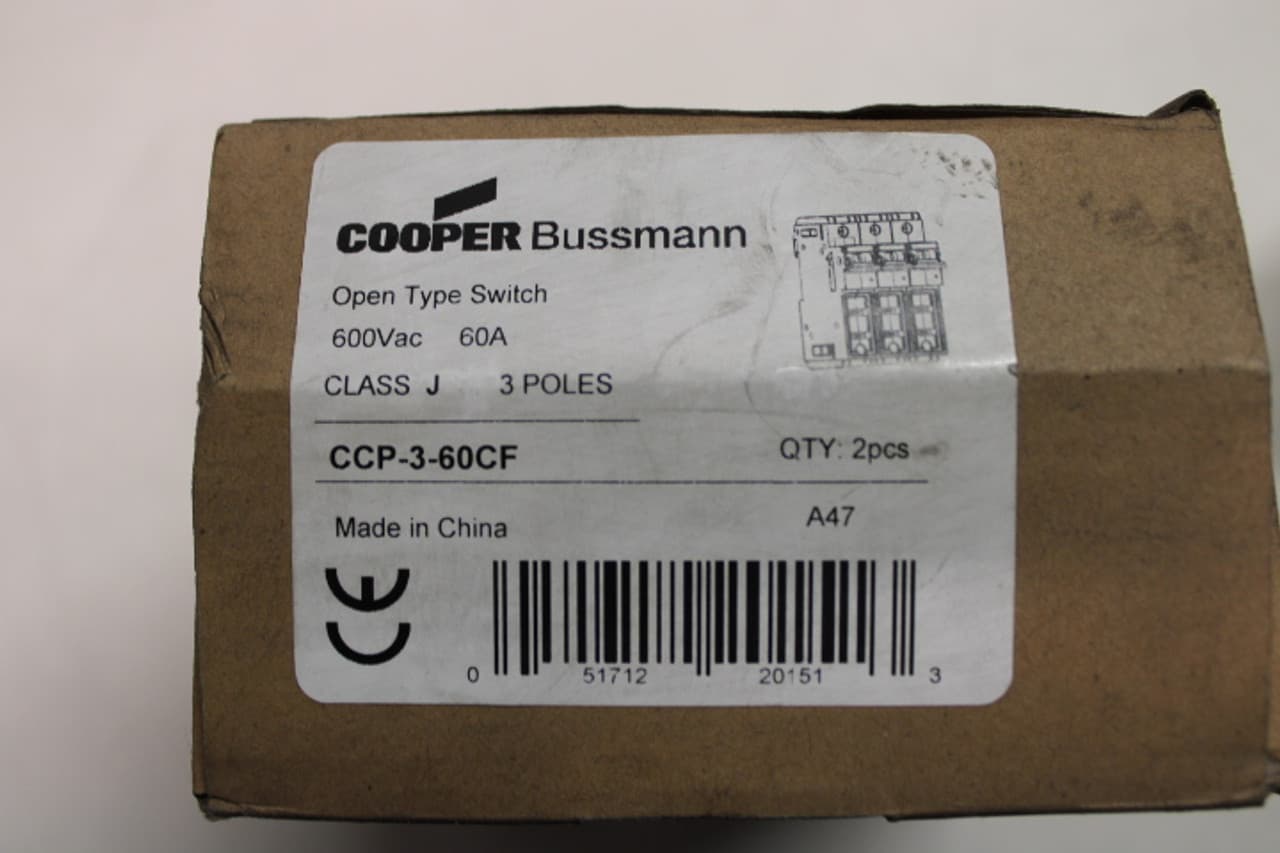 COOPER Bussmann
Open Type Switch
600Vac 60A
CLASS J 3 POLES
CCP-3-60CF QTY: 2pcs
Made in China A47
CE
0 51712 20151 3